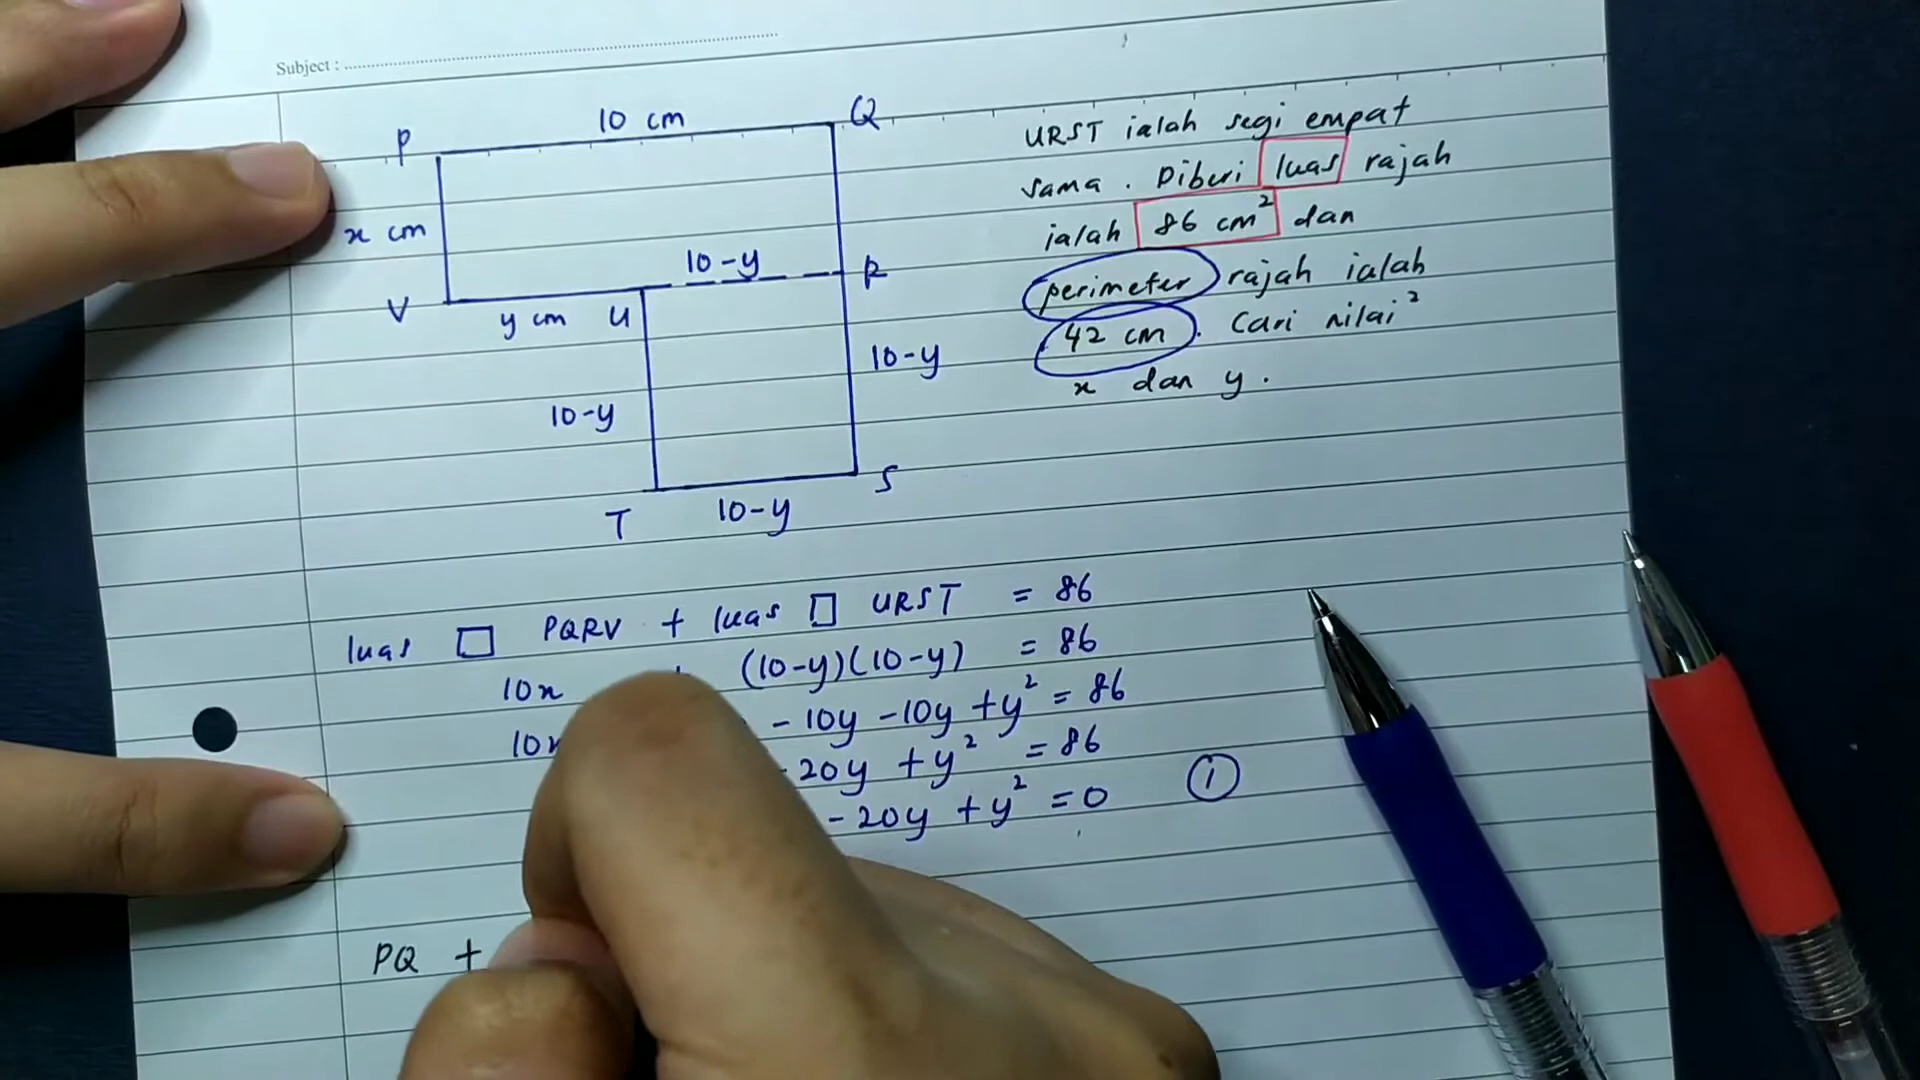 Subject :
P 10 cm Q
x cm
10-y R
V y cm U
10-y
10-y
T 10-y S
URST ialah segi empat
sama. Diberi luas rajah
ialah 86 cm² dan
perimeter rajah ialah
42 cm. Cari nilai²
x dan y.
luas □ PQRV + luas □ URST = 86
10x (10-y)(10-y) = 86
10x - 10y -10y + y² = 86
-20y + y² = 86
- 20y + y² = 0 ①
PQ +